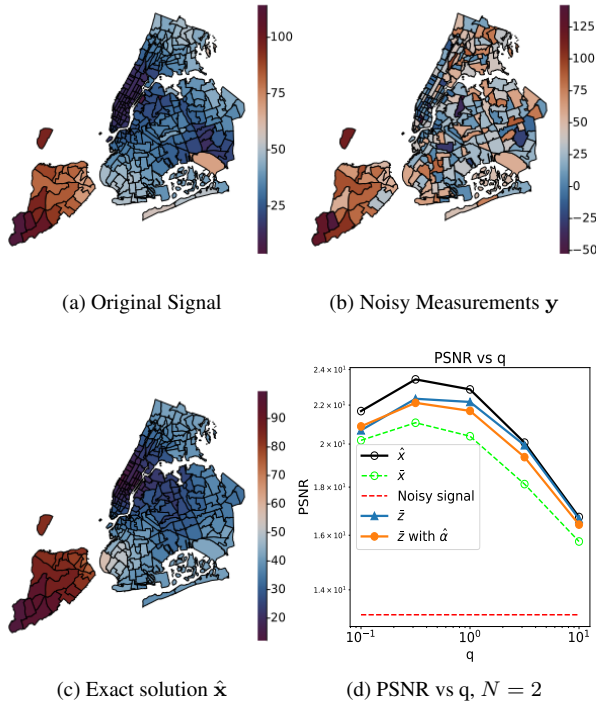 100
75
50
25
125
100
75
50
25
0
−25
−50
(a) Original Signal
(b) Noisy Measurements y
90
80
70
60
50
40
30
20
PSNR vs q
2.4 × 10¹
2.2 × 10¹
2 × 10¹
1.8 × 10¹
1.6 × 10¹
1.4 × 10¹
PSNR
x̂
x̄
Noisy signal
z̄
z̄ with α̂
10⁻¹
10⁰
10¹
q
(c) Exact solution x̂
(d) PSNR vs q, N = 2